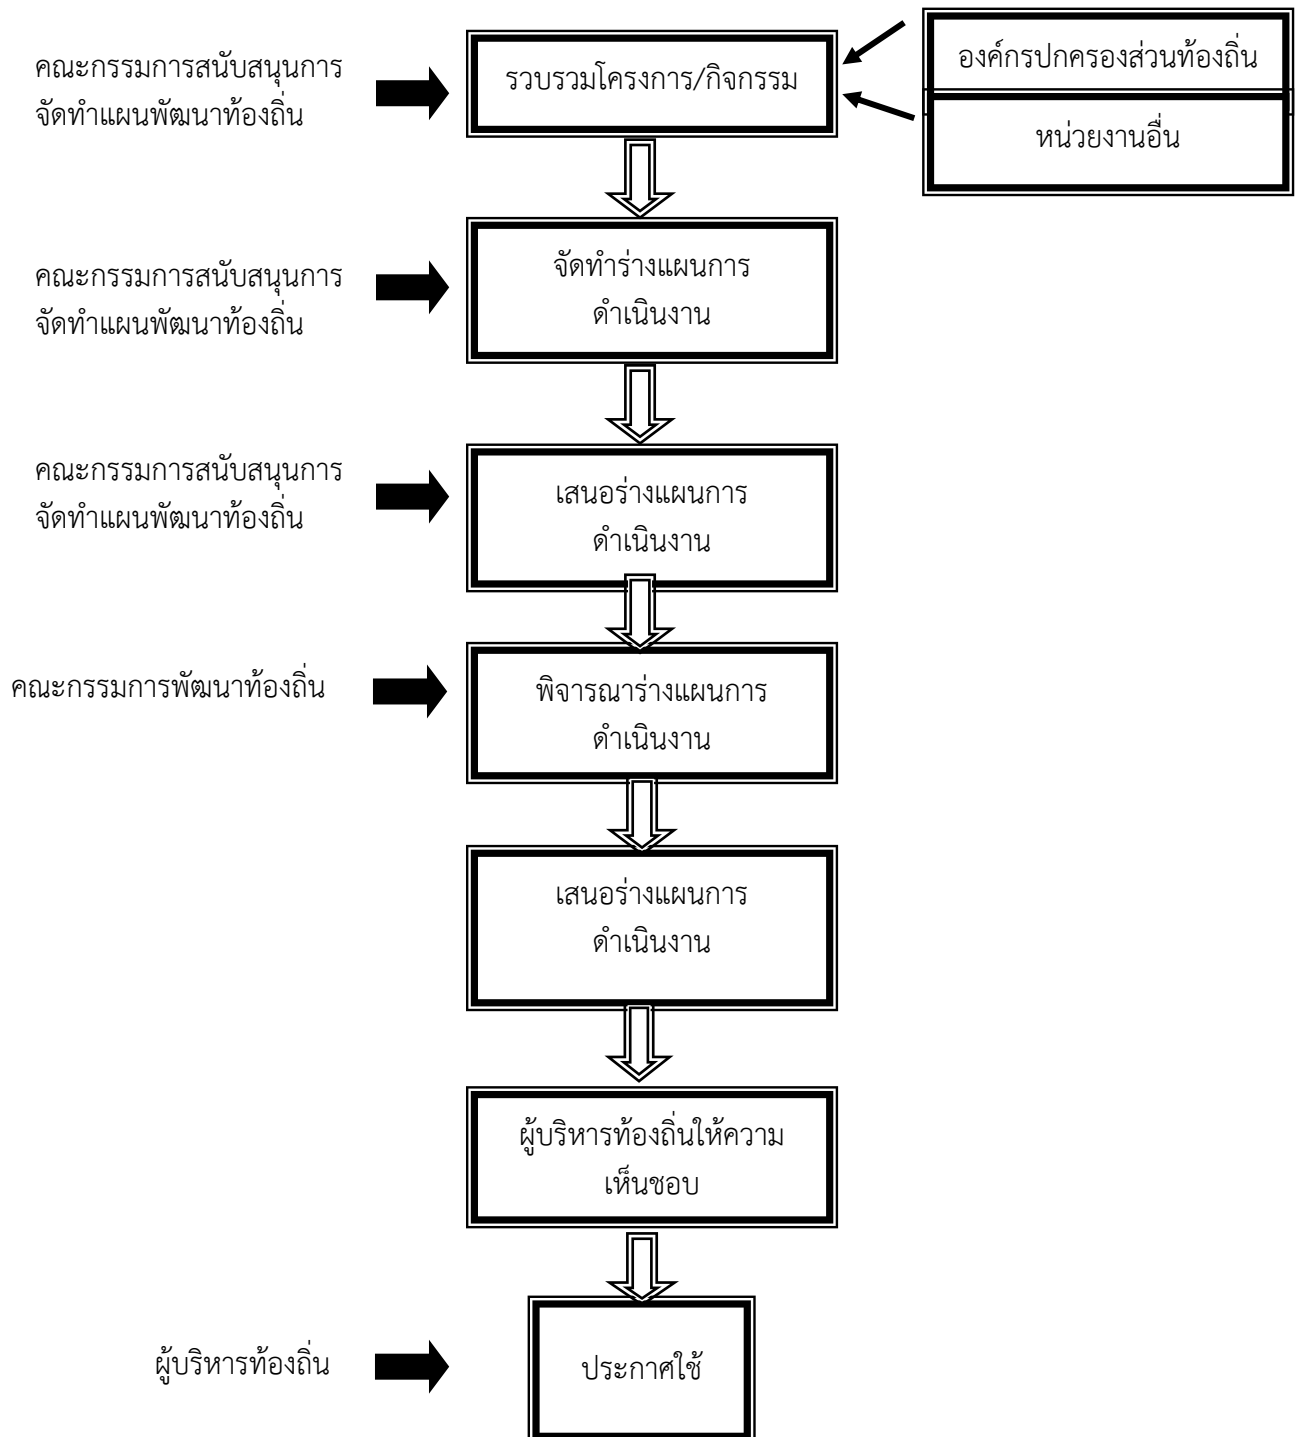 คณะกรรมการสนับสนุนการ
จัดทำแผนพัฒนาท้องถิ่น
รวบรวมโครงการ/กิจกรรม
องค์กรปกครองส่วนท้องถิ่น
หน่วยงานอื่น
คณะกรรมการสนับสนุนการ
จัดทำแผนพัฒนาท้องถิ่น
จัดทำร่างแผนการ
ดำเนินงาน
คณะกรรมการสนับสนุนการ
จัดทำแผนพัฒนาท้องถิ่น
เสนอร่างแผนการ
ดำเนินงาน
คณะกรรมการพัฒนาท้องถิ่น
พิจารณาร่างแผนการ
ดำเนินงาน
เสนอร่างแผนการ
ดำเนินงาน
ผู้บริหารท้องถิ่นให้ความ
เห็นชอบ
ผู้บริหารท้องถิ่น
ประกาศใช้